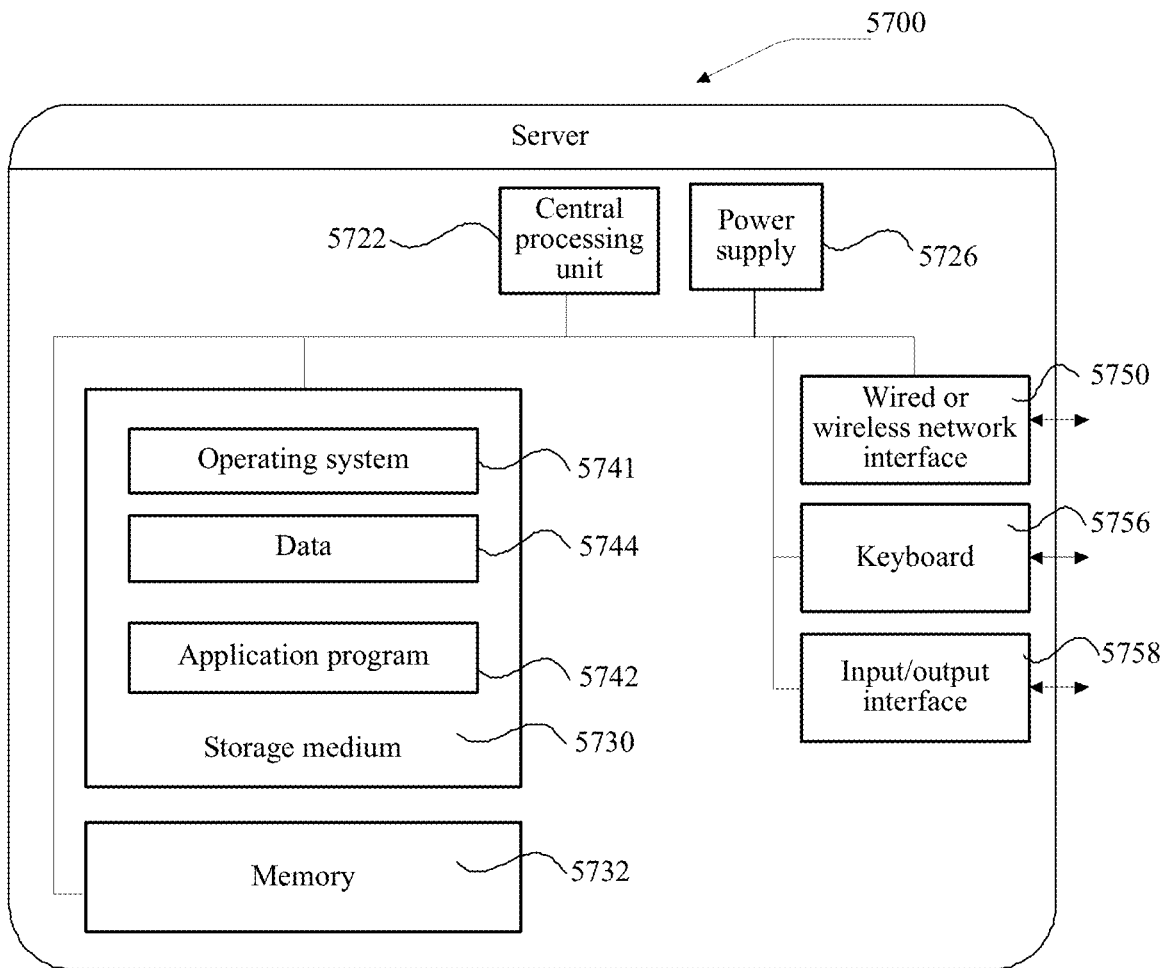 5700
Server
Central
processing
unit
5722
Power
supply
5726
Wired or
wireless network
interface
5750
Operating system
5741
Data
5744
Keyboard
5756
Application program
5742
Input/output
interface
5758
Storage medium
5730
Memory
5732